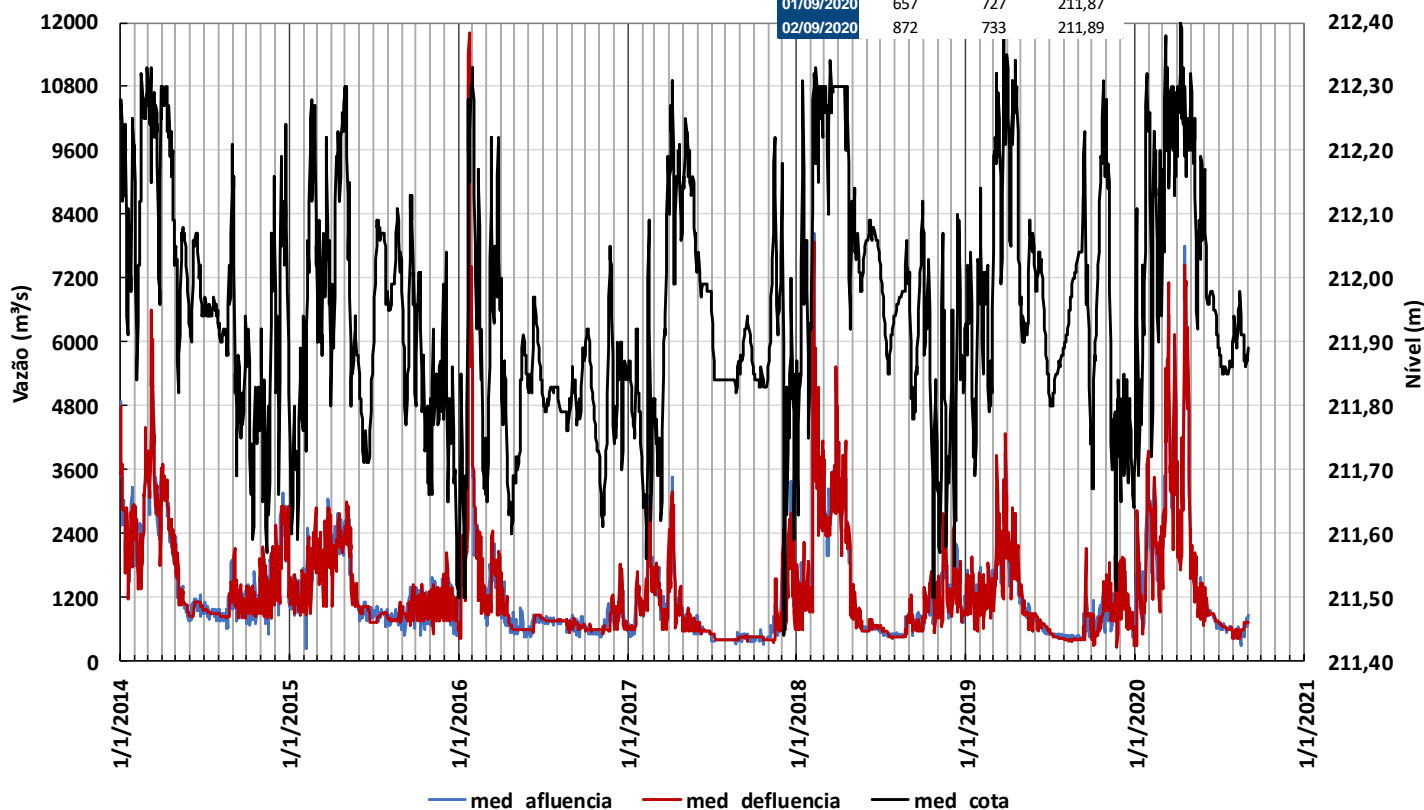 01/09/2020 657 727 211,87
02/09/2020 872 733 211,89
12000 212,40
10800 212,30
9600 212,20
8400 212,10
7200 212,00
6000 211,90
4800 211,80
3600 211,70
2400 211,60
1200 211,50
0 211,40
Vazão (m³/s)
Nível (m)
1/1/2014 1/1/2015 1/1/2016 1/1/2017 1/1/2018 1/1/2019 1/1/2020 1/1/2021
med afluencia med defluencia med cota